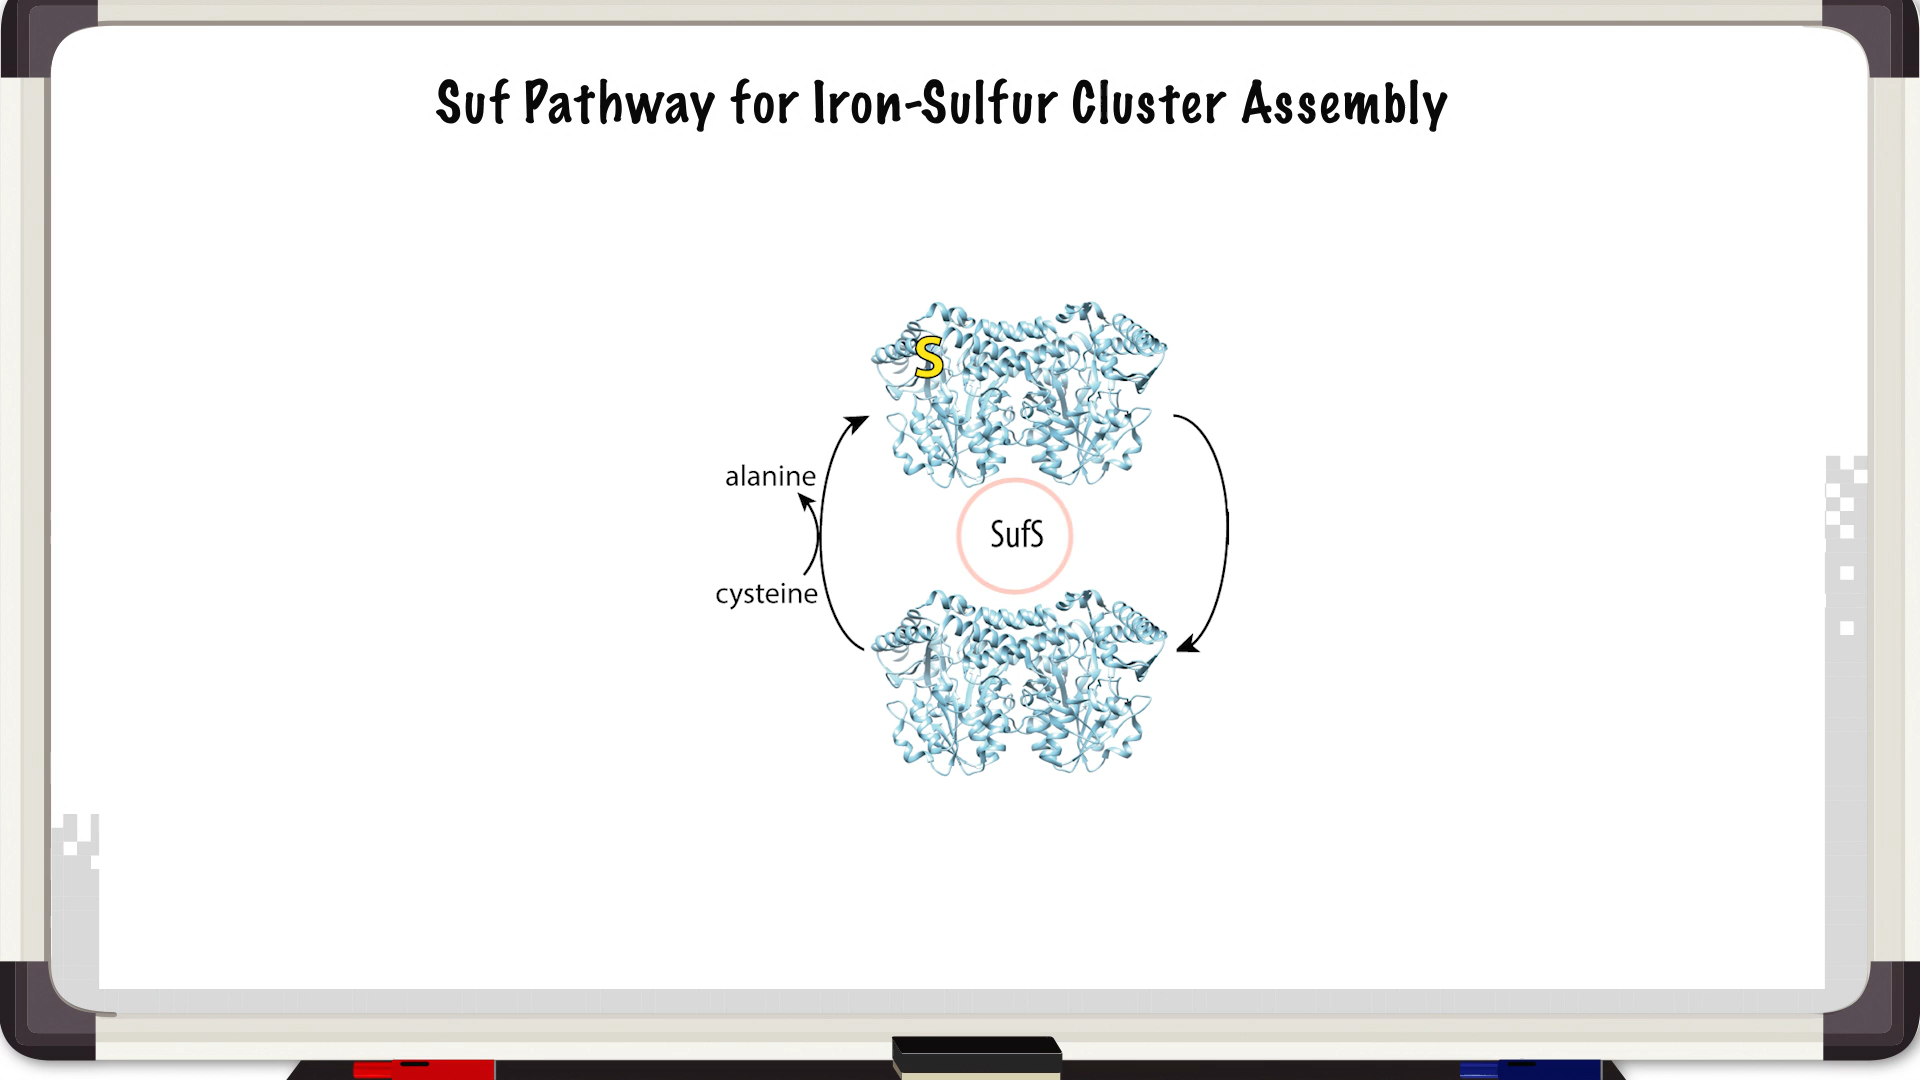 Suf Pathway for Iron-Sulfur Cluster Assembly
S
alanine
SufS
cysteine